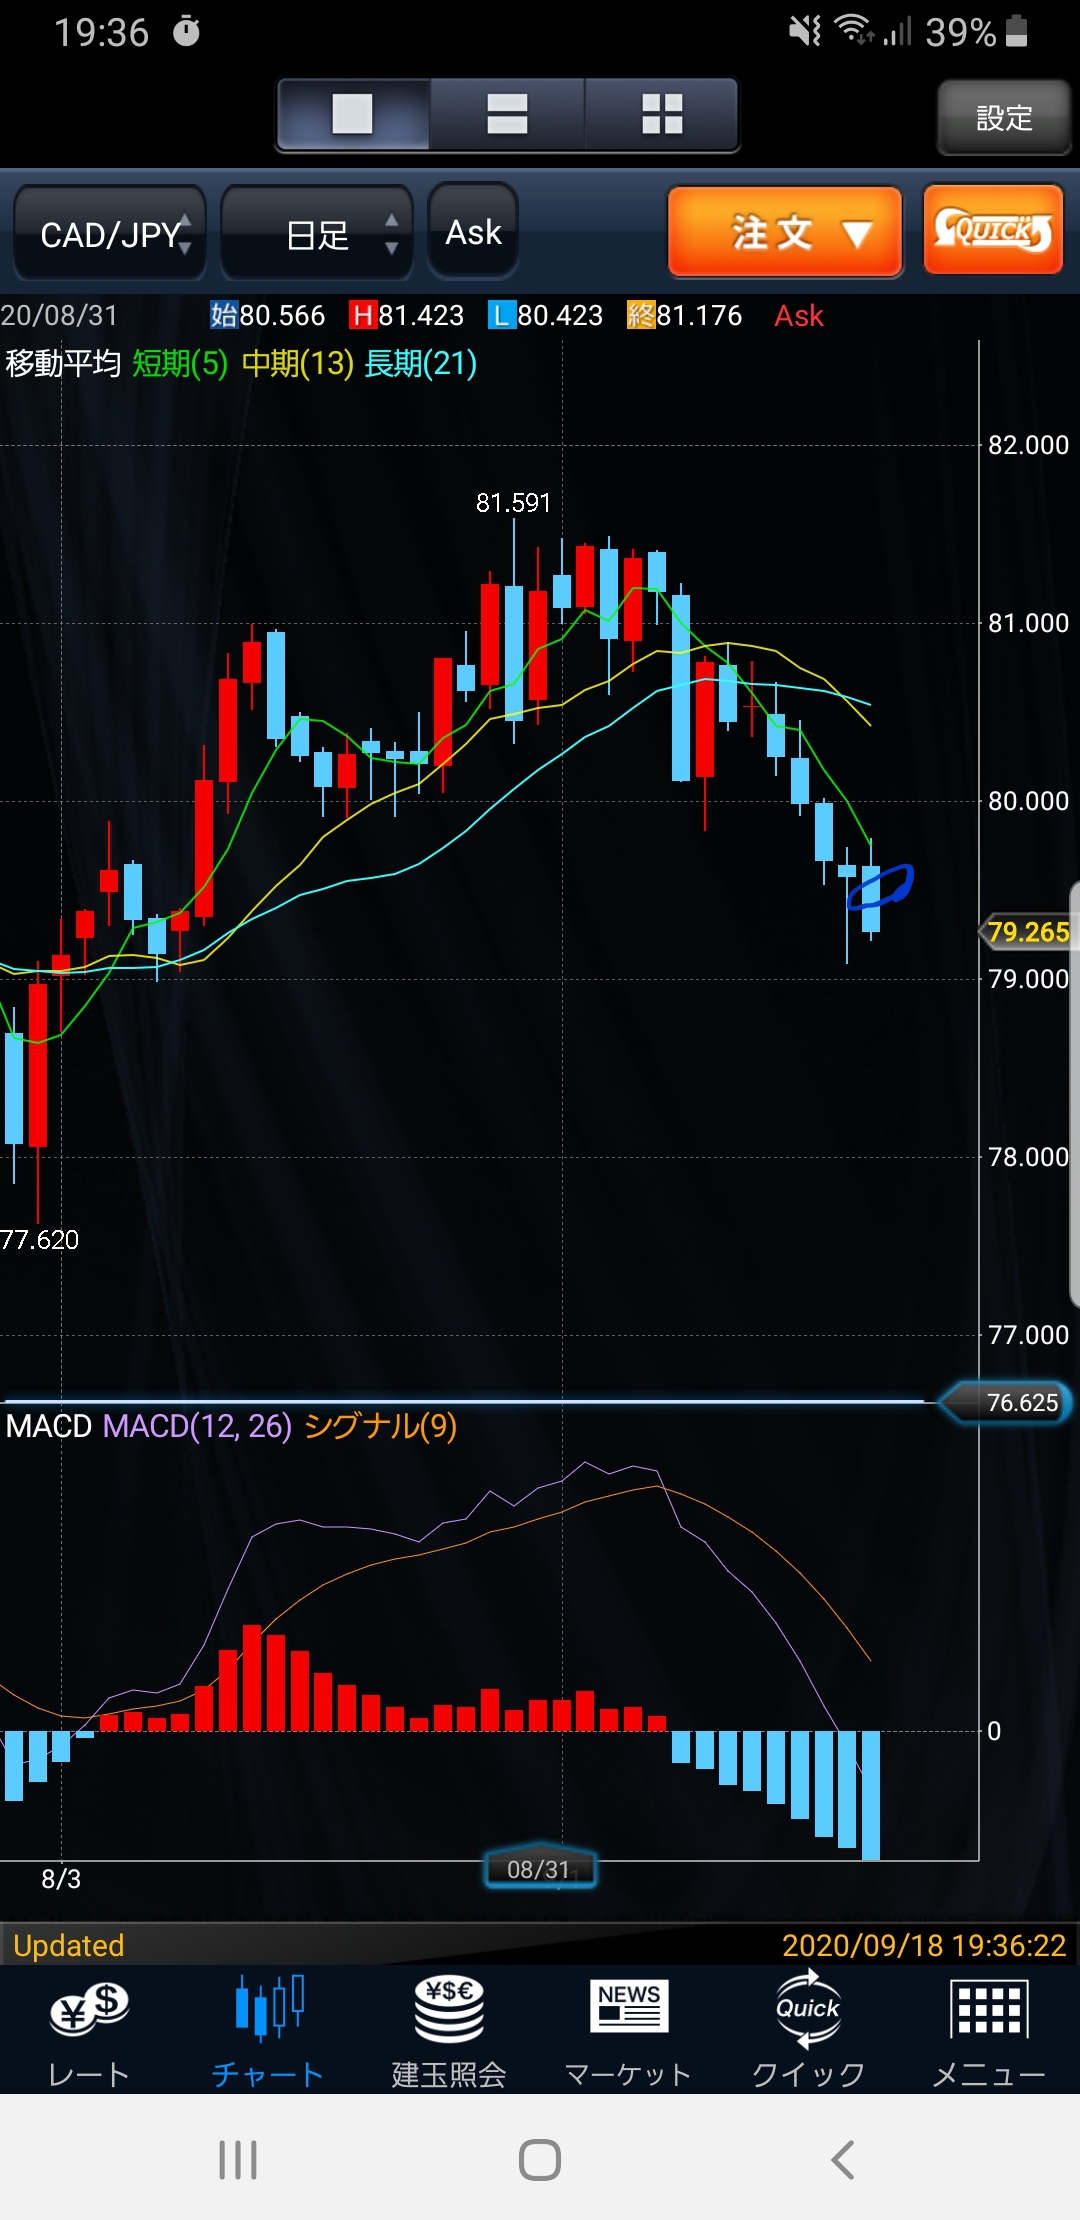 19:36 39%
設定
CAD/JPY 日足 Ask 注文 ▼ QUICK
20/08/31 始80.566 H81.423 L80.423 終81.176 Ask
移動平均 短期(5) 中期(13) 長期(21)
82.000
81.591
81.000
80.000
79.265
79.000
78.000
77.620
77.000
76.625
MACD MACD(12, 26) シグナル(9)
0
8/3 08/31
Updated 2020/09/18 19:36:22
¥$ ¥$€ NEWS Quick
レート チャート 建玉照会 マーケット クイック メニュー